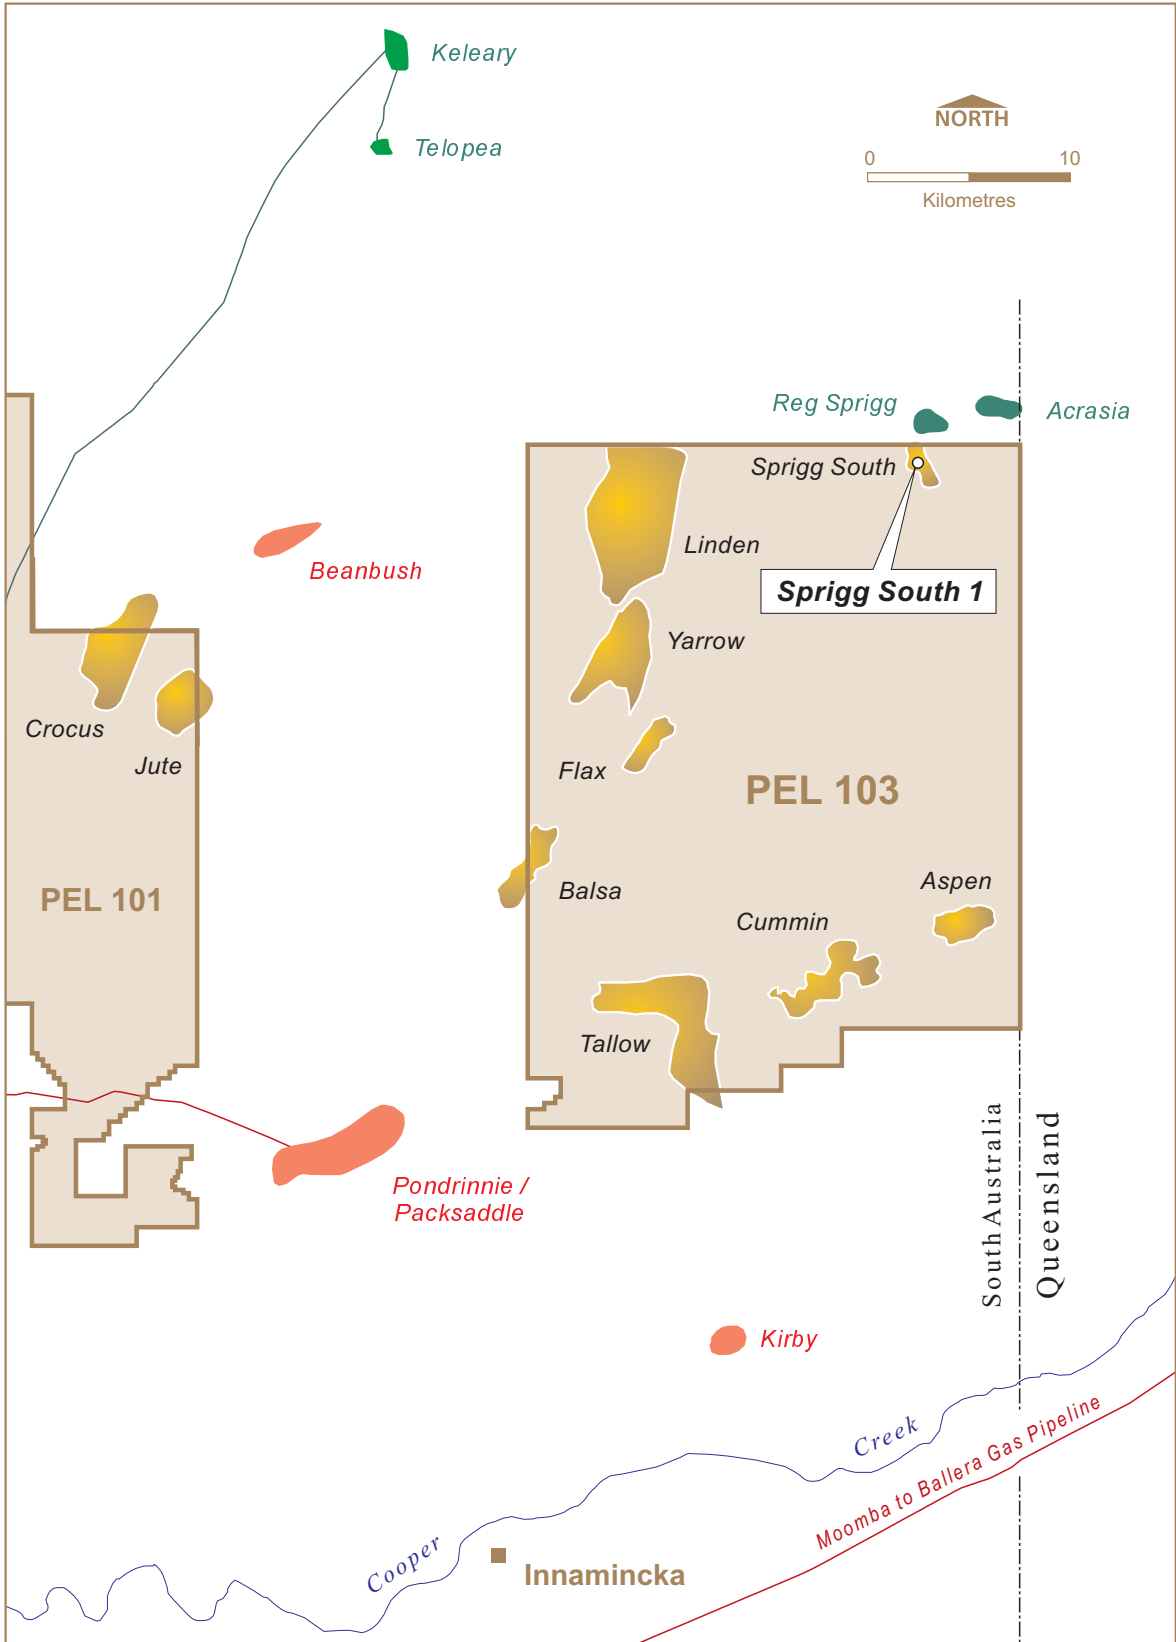 Keleary
Telopea
NORTH
0 10
Kilometres
Reg Sprigg
Acrasia
Sprigg South
Linden
Beanbush
Sprigg South 1
Yarrow
Crocus
Jute
Flax
PEL 103
PEL 101
Balsa
Aspen
Cummin
Tallow
South Australia
Queensland
Pondrinnie /
Packsaddle
Kirby
Cooper Creek
Moomba to Ballera Gas Pipeline
Innamincka